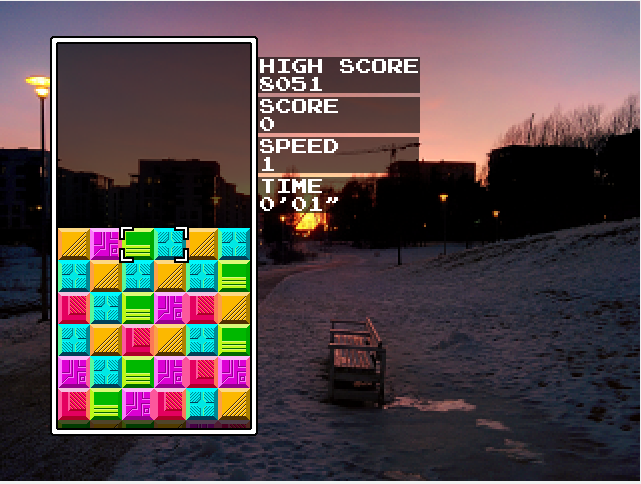 HIGH SCORE
8051
SCORE
0
SPEED
1
TIME
0'01"